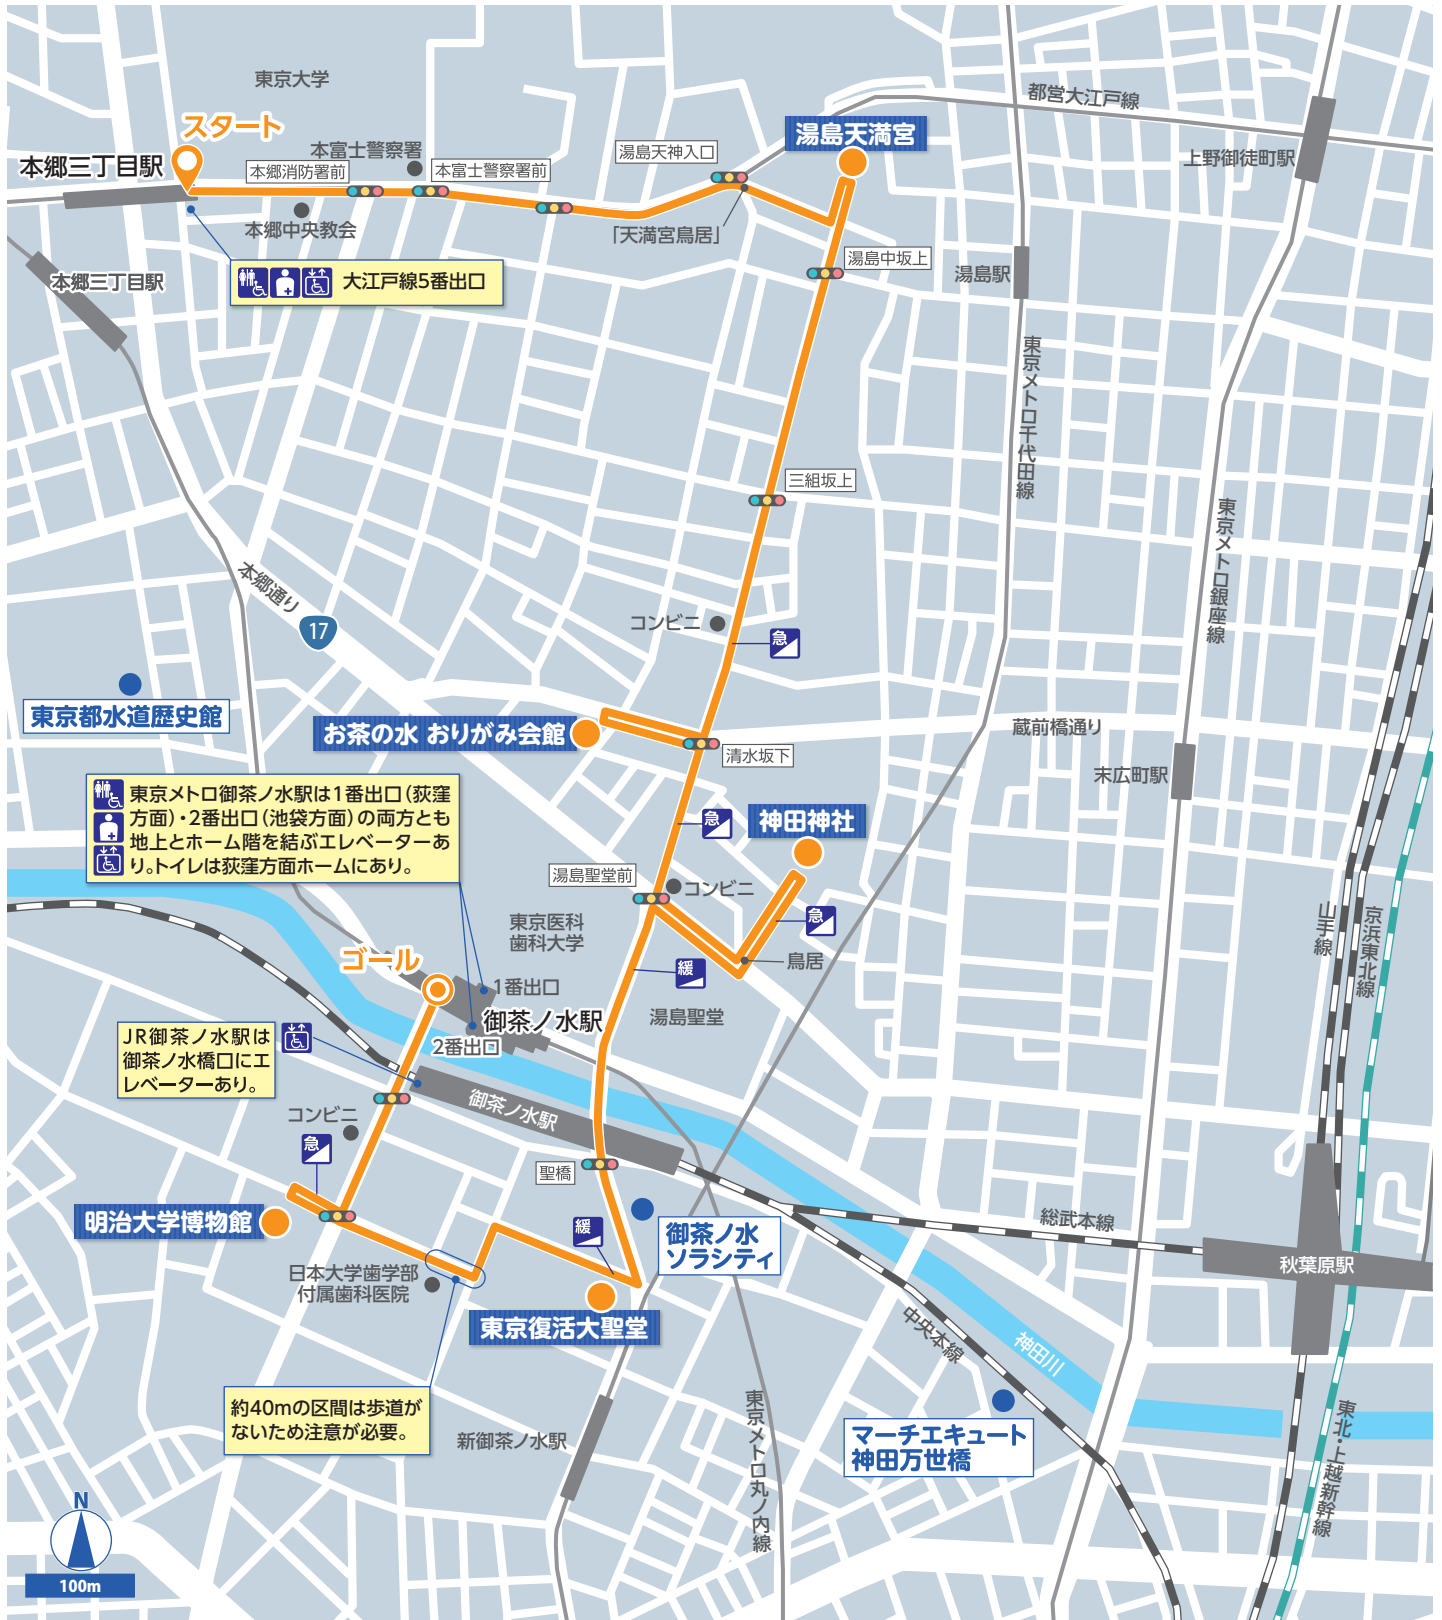 東京大学
都営大江戸線
スタート
湯島天満宮
本富士警察署
湯島天神入口
上野御徒町駅
本郷三丁目駅
本郷消防署前
本富士警察署前
本郷中央教会
「天満宮鳥居」
湯島中坂上
湯島駅
本郷三丁目駅
大江戸線5番出口
東京メトロ千代田線
三組坂上
東京メトロ銀座線
本郷通り
17
コンビニ
急
東京都水道歴史館
お茶の水 おりがみ会館
蔵前橋通り
清水坂下
末広町駅
東京メトロ御茶ノ水駅は1番出口(荻窪
方面)・2番出口(池袋方面)の両方とも
地上とホーム階を結ぶエレベーターあ
り。トイレは荻窪方面ホームにあり。
急
神田神社
湯島聖堂前
コンビニ
急
山手線
京浜東北線
東京医科
歯科大学
ゴール
鳥居
緩
1番出口
湯島聖堂
御茶ノ水駅
2番出口
JR御茶ノ水駅は
御茶ノ水橋口にエ
レベーターあり。
コンビニ
御茶ノ水駅
急
聖橋
明治大学博物館
緩
御茶ノ水
ソラシティ
総武本線
秋葉原駅
日本大学歯学部
付属歯科医院
東京復活大聖堂
中央本線
神田川
約40mの区間は歩道が
ないため注意が必要。
新御茶ノ水駅
東京メトロ丸ノ内線
マーチエキュート
神田万世橋
東北・上越新幹線
N
100m